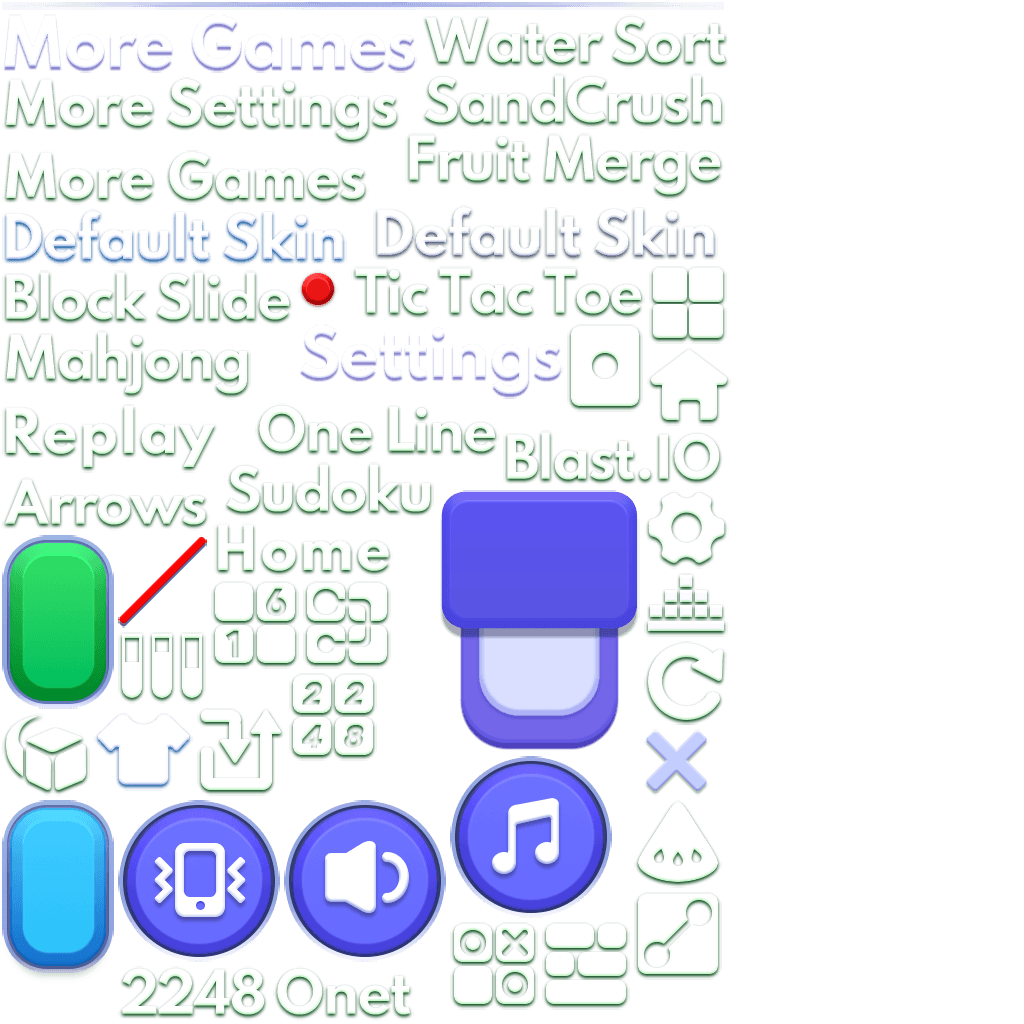 More Games
Water Sort
More Settings
SandCrush
More Games
Fruit Merge
Default Skin
Default Skin
Block Slide
Tic Tac Toe
Mahjong
Settings
Replay
One Line
Blast.IO
Arrows
Sudoku
Home
6
1
2 2
4 8
2248
Onet